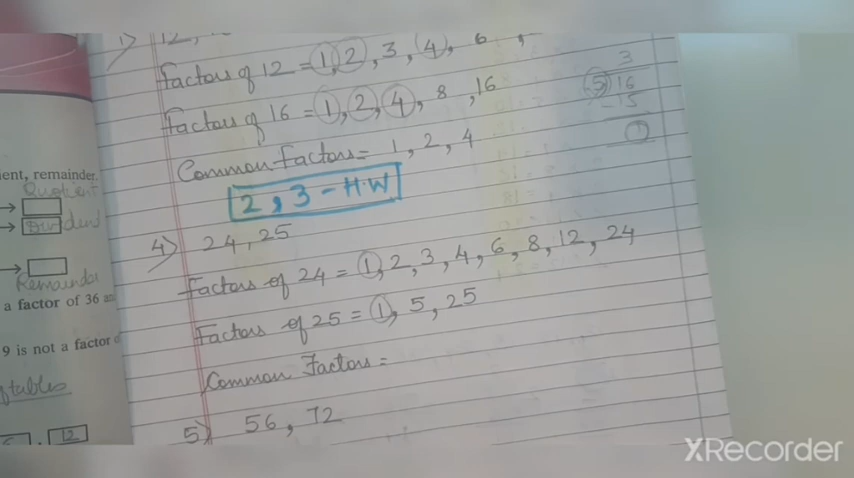 1) 12,
Factors of 12 = 1, 2, 3, 4, 6,
Factors of 16 = 1, 2, 4, 8, 16
Common Factors = 1, 2, 4
3
5) 16
- 15
1
2, 3 - H.W
4) 24, 25
Factors of 24 = 1, 2, 3, 4, 6, 8, 12, 24
Factors of 25 = 1, 5, 25
Common Factors =
5) 56, 72
ent, remainder.
Quotient
Dividend
Remainder
a factor of 36 an
9 is not a factor o
tables
12
XRecorder